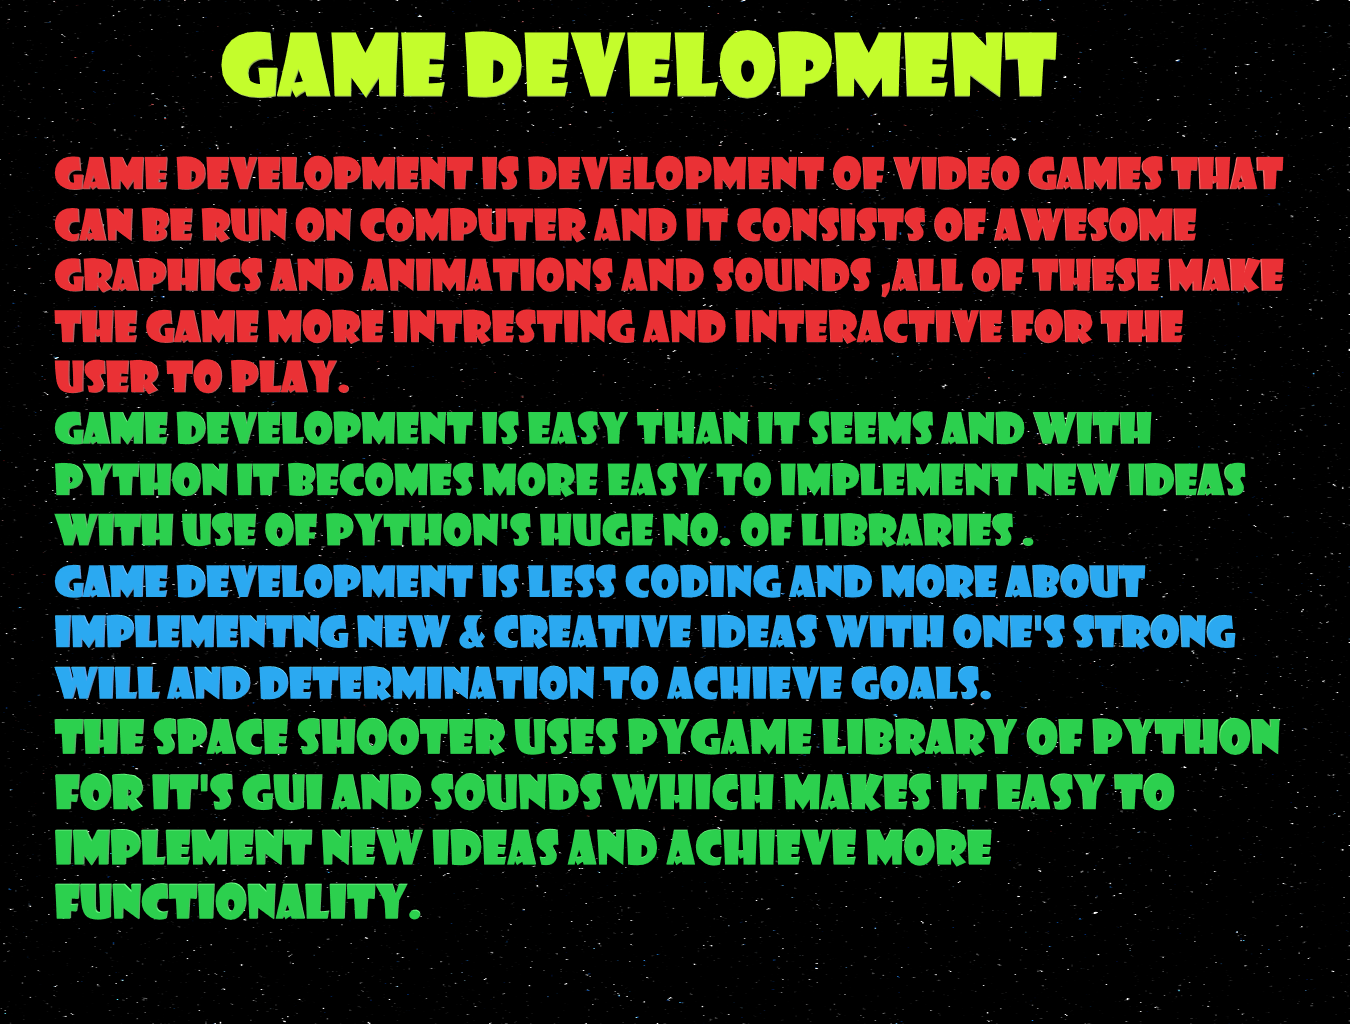 GAME DEVELOPMENT
GAME DEVELOPMENT IS DEVELOPMENT OF VIDEO GAMES THAT
CAN BE RUN ON COMPUTER AND IT CONSISTS OF AWESOME
GRAPHICS AND ANIMATIONS AND SOUNDS ,ALL OF THESE MAKE
THE GAME MORE INTRESTING AND INTERACTIVE FOR THE
USER TO PLAY.
GAME DEVELOPMENT IS EASY THAN IT SEEMS AND WITH
PYTHON IT BECOMES MORE EASY TO IMPLEMENT NEW IDEAS
WITH USE OF PYTHON'S HUGE NO. OF LIBRARIES .
GAME DEVELOPMENT IS LESS CODING AND MORE ABOUT
IMPLEMENTNG NEW & CREATIVE IDEAS WITH ONE'S STRONG
WILL AND DETERMINATION TO ACHIEVE GOALS.
THE SPACE SHOOTER USES PYGAME LIBRARY OF PYTHON
FOR IT'S GUI AND SOUNDS WHICH MAKES IT EASY TO
IMPLEMENT NEW IDEAS AND ACHIEVE MORE
FUNCTIONALITY.